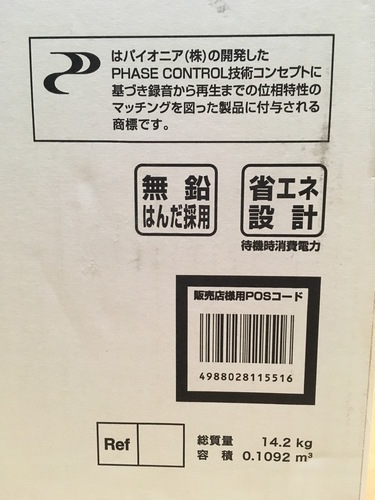 はパイオニア(株)の開発した
PHASE CONTROL技術コンセプトに
基づき録音から再生までの位相特性の
マッチングを図った製品に付与される
商標です。
無鉛
はんだ採用
省エネ
設計
待機時消費電力
販売店様用POSコード
4988028115516
Ref
総質量 14.2 kg
容積 0.1092 m³